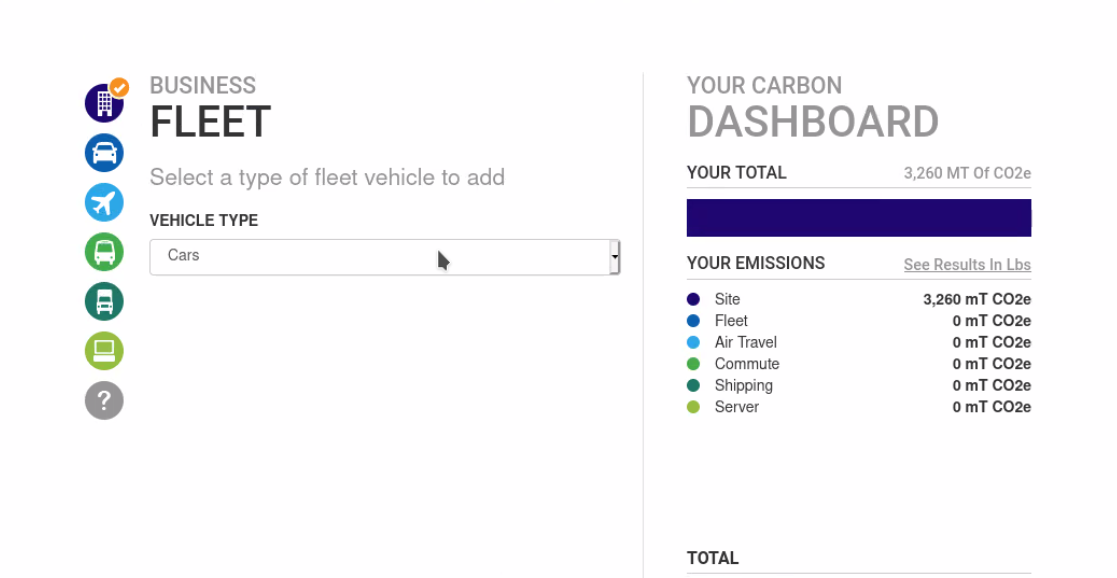 BUSINESS
FLEET
Select a type of fleet vehicle to add
VEHICLE TYPE
Cars
?
YOUR CARBON
DASHBOARD
YOUR TOTAL 3,260 MT Of CO2e
YOUR EMISSIONS See Results In Lbs
Site 3,260 mT CO2e
Fleet 0 mT CO2e
Air Travel 0 mT CO2e
Commute 0 mT CO2e
Shipping 0 mT CO2e
Server 0 mT CO2e
TOTAL